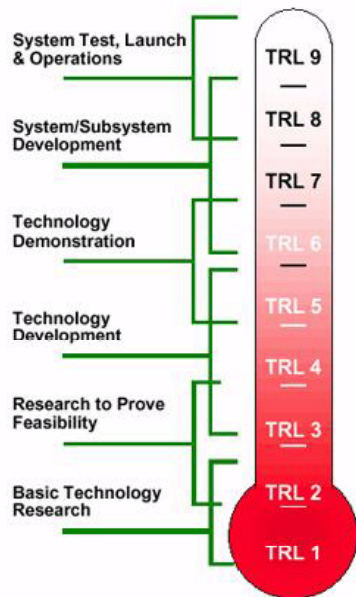 System Test, Launch
& Operations
System/Subsystem
Development
Technology
Demonstration
Technology
Development
Research to Prove
Feasibility
Basic Technology
Research
TRL 9
TRL 8
TRL 7
TRL 6
TRL 5
TRL 4
TRL 3
TRL 2
TRL 1